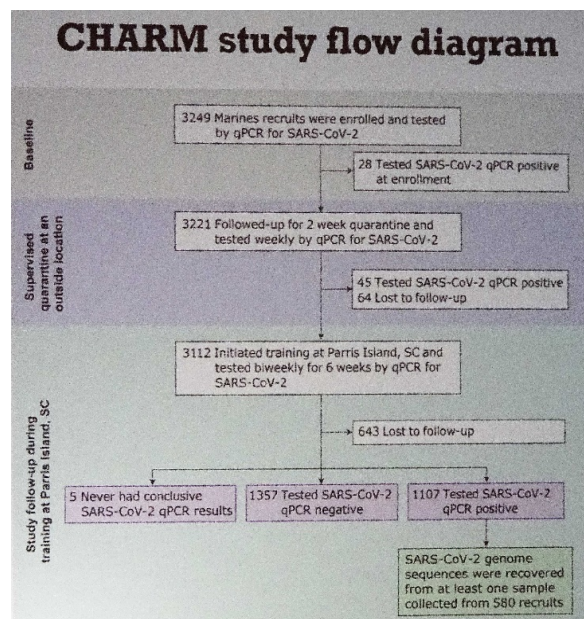 CHARM study flow diagram
Baseline
3249 Marines recruits were enrolled and tested
by qPCR for SARS-CoV-2
28 Tested SARS-CoV-2 qPCR positive
at enrollment
Supervised
quarantine at an
outside location
3221 Followed-up for 2 week quarantine and
tested weekly by qPCR for SARS-CoV-2
45 Tested SARS-CoV-2 qPCR positive
64 Lost to follow-up
Study follow-up during
training at Parris Island, SC
3112 Initiated training at Parris Island, SC and
tested biweekly for 6 weeks by qPCR for
SARS-CoV-2
643 Lost to follow-up
5 Never had conclusive
SARS-CoV-2 qPCR results
1357 Tested SARS-CoV-2
qPCR negative
1107 Tested SARS-CoV-2
qPCR positive
SARS-CoV-2 genome
sequences were recovered
from at least one sample
collected from 580 recruits